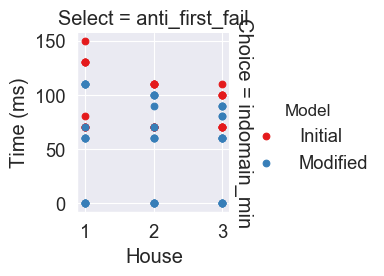 Select = anti_first_fail
Choice = indomain_min
Time (ms)
150
100
50
0
1 2 3
House
Model
Initial
Modified